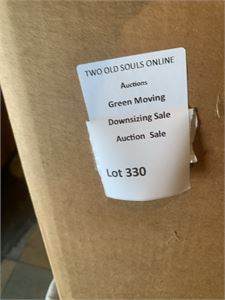 TWO OLD SOULS ONLINE
Auctions
Green Moving
Downsizing Sale
Auction Sale
Lot 330